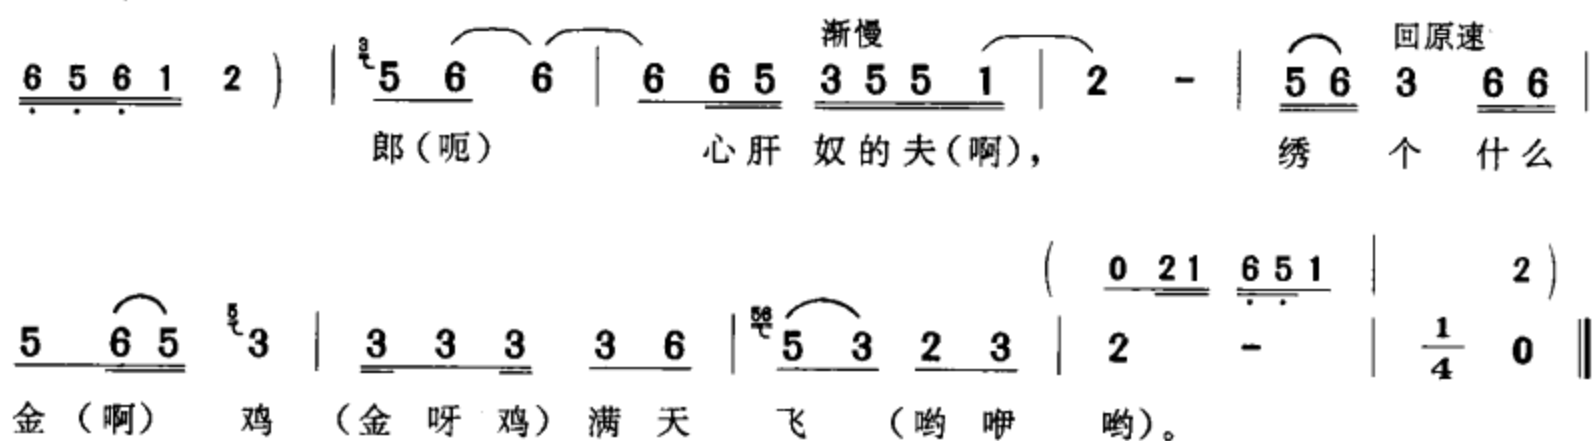 渐慢 回原速
6 5 6 1 2 ) | 3 5 6 6 | 6 6 5 3 5 5 1 | 2 - | 5 6 3 6 6 |
郎(呃) 心肝 奴的夫(啊), 绣 个 什么
( 0 2 1 6 5 1 | 2 )
5 6 5 5 3 | 3 3 3 3 6 | 56 5 3 2 3 | 2 - | 1/4 0
金(啊) 鸡 (金呀鸡)满天 飞 (哟咿 哟)。